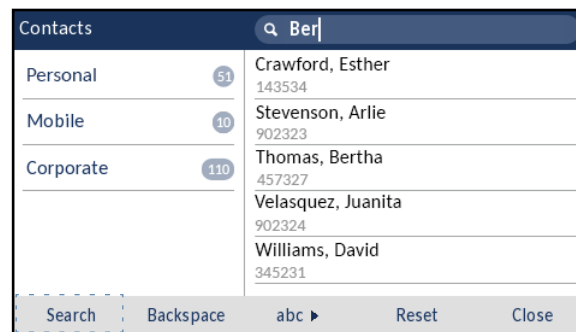 Contacts
Ber
Personal 51
Mobile 10
Corporate 110
Crawford, Esther
143534
Stevenson, Arlie
902323
Thomas, Bertha
457327
Velasquez, Juanita
902324
Williams, David
345231
Search Backspace abc Reset Close